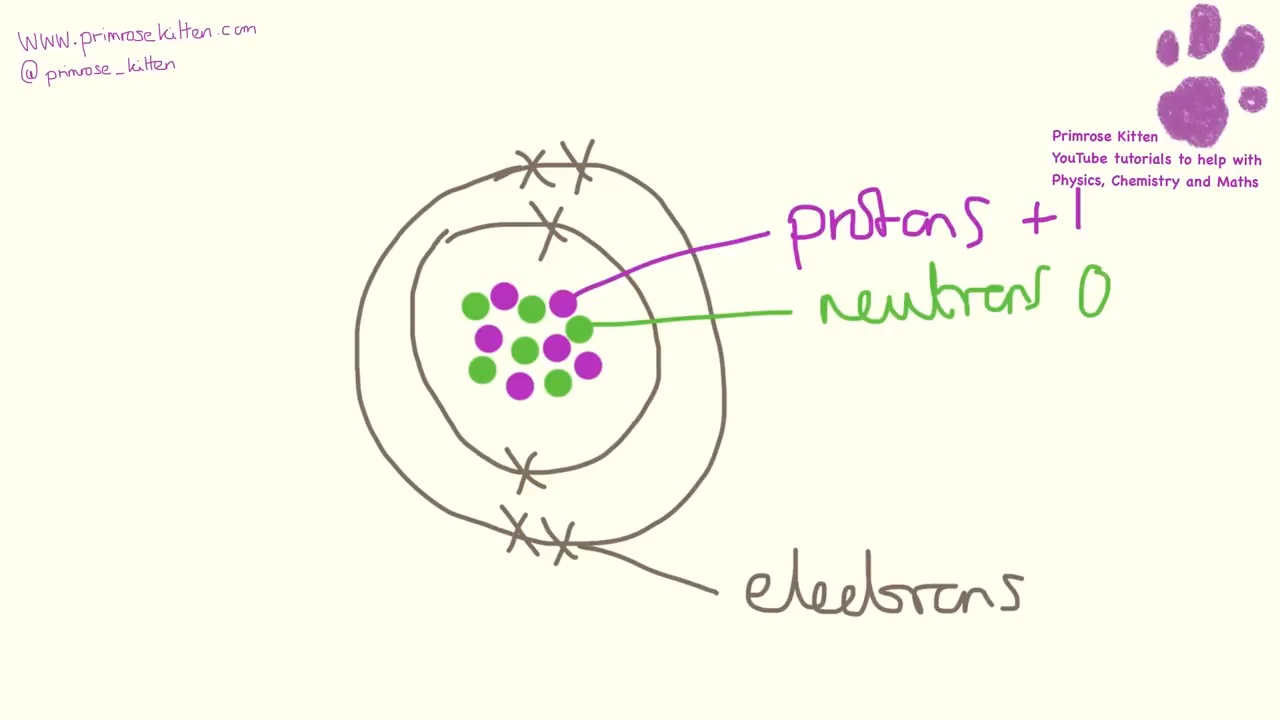 www.primrosekitten.com
@primrose_kitten
Primrose Kitten
YouTube tutorials to help with
Physics, Chemistry and Maths
protons +1
neutrons 0
electrons